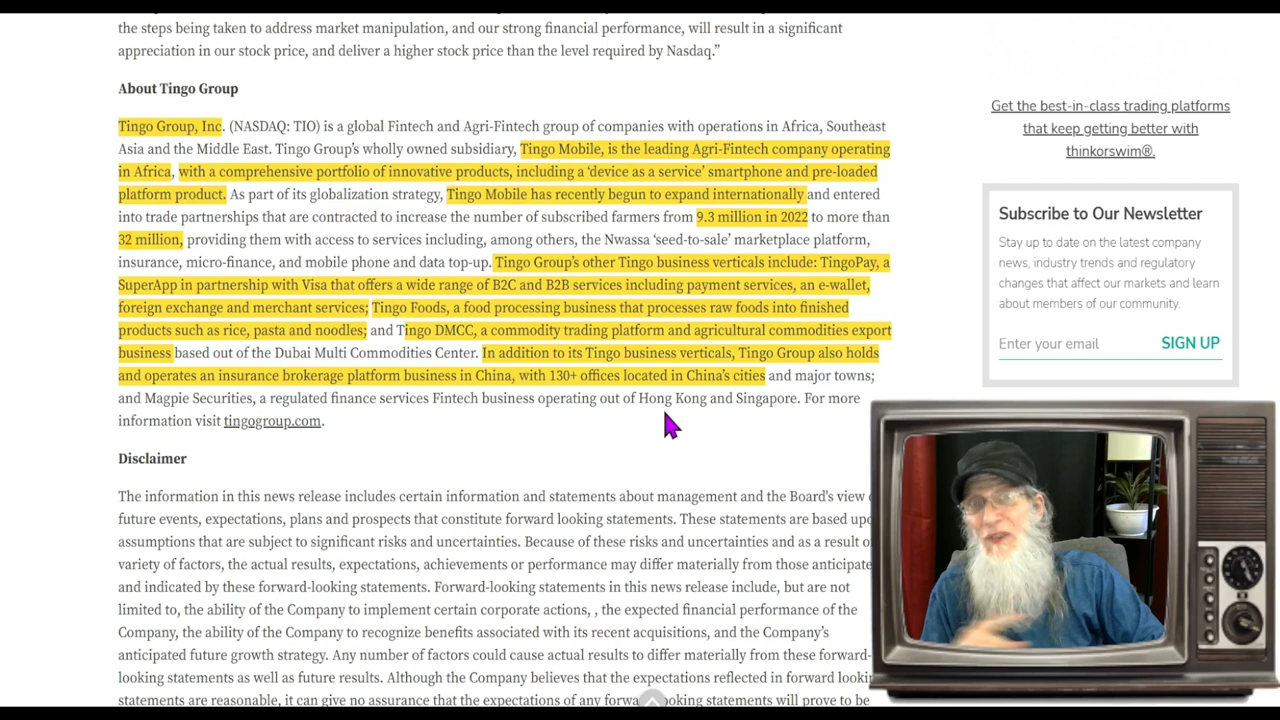 the steps being taken to address market manipulation, and our strong financial performance, will result in a significant
appreciation in our stock price, and deliver a higher stock price than the level required by Nasdaq.”
About Tingo Group
Tingo Group, Inc. (NASDAQ: TIO) is a global Fintech and Agri-Fintech group of companies with operations in Africa, Southeast
Asia and the Middle East. Tingo Group’s wholly owned subsidiary, Tingo Mobile, is the leading Agri-Fintech company operating
in Africa, with a comprehensive portfolio of innovative products, including a ‘device as a service’ smartphone and pre-loaded
platform product. As part of its globalization strategy, Tingo Mobile has recently begun to expand internationally and entered
into trade partnerships that are contracted to increase the number of subscribed farmers from 9.3 million in 2022 to more than
32 million, providing them with access to services including, among others, the Nwassa ‘seed-to-sale’ marketplace platform,
insurance, micro-finance, and mobile phone and data top-up. Tingo Group’s other Tingo business verticals include: TingoPay, a
SuperApp in partnership with Visa that offers a wide range of B2C and B2B services including payment services, an e-wallet,
foreign exchange and merchant services; Tingo Foods, a food processing business that processes raw foods into finished
products such as rice, pasta and noodles; and Tingo DMCC, a commodity trading platform and agricultural commodities export
business based out of the Dubai Multi Commodities Center. In addition to its Tingo business verticals, Tingo Group also holds
and operates an insurance brokerage platform business in China, with 130+ offices located in China’s cities and major towns;
and Magpie Securities, a regulated finance services Fintech business operating out of Hong Kong and Singapore. For more
information visit tingogroup.com.
Disclaimer
The information in this news release includes certain information and statements about management and the Board's view
future events, expectations, plans and prospects that constitute forward looking statements. These statements are based
assumptions that are subject to significant risks and uncertainties. Because of these risks and uncertainties and as a result
variety of factors, the actual results, expectations, achievements or performance may differ materially from those
and indicated by these forward-looking statements. Forward-looking statements in this news release include, but are not
limited to, the ability of the Company to implement certain corporate actions, , the expected financial performance of the
Company, the ability of the Company to recognize benefits associated with its recent acquisitions, and the Company’s
anticipated future growth strategy. Any number of factors could cause actual results to differ materially from these forward-
looking statements as well as future results. Although the Company believes that the expectations reflected in forward
statements are reasonable, it can give no assurance that the expectations of any statements will prove to be
Get the best-in-class trading platforms
that keep getting better with
thinkorswim®.
Subscribe to Our Newsletter
Stay up to date on the latest company
news, industry trends and regulatory
changes that affect our markets and learn
about members of our community.
Enter your email SIGN UP